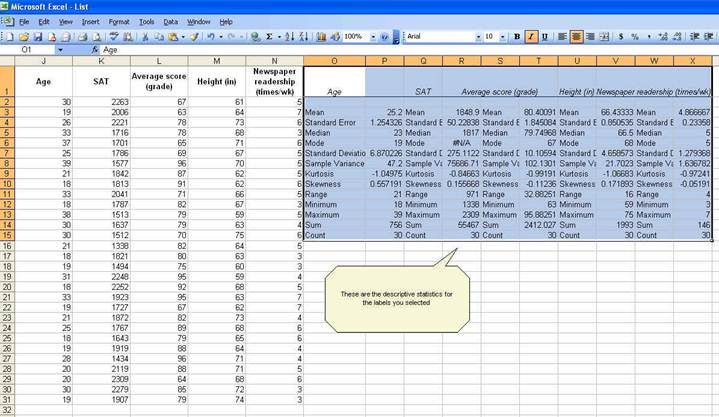 Microsoft Excel - List
File Edit View Insert Format Tools Data Window Help
100% Arial 10 B I U $ %
O1 fx Age
J K L M N O P Q R S T U V W X
1 Age SAT Average score (grade) Height (in) Newspaper readership (times/wk) Age SAT Average score (grade) Height (in) Newspaper readership (times/wk)
2 30 2263 67 61 5
3 19 2006 63 64 7 Mean 25.2 Mean 1848.9 Mean 80.40091 Mean 66.43333 Mean 4.866667
4 26 2221 78 73 6 Standard Error 1.254326 Standard E 50.22838 Standard E 1.845084 Standard E 0.850535 Standard E 0.23358
5 33 1716 78 68 3 Median 23 Median 1817 Median 79.74968 Median 66.5 Median 5
6 37 1701 65 71 6 Mode 19 Mode #N/A Mode 67 Mode 68 Mode 5
7 25 1786 69 67 5 Standard Deviatio 6.870226 Standard D 275.1122 Standard D 10.10594 Standard D 4.658573 Standard D 1.279368
8 39 1577 96 70 5 Sample Variance 47.2 Sample Va 75686.71 Sample Va 102.1301 Sample Va 21.7023 Sample Va 1.636782
9 21 1842 87 62 5 Kurtosis -1.04975 Kurtosis -0.84663 Kurtosis -0.99191 Kurtosis -1.06683 Kurtosis -0.97241
10 18 1813 91 62 6 Skewness 0.557191 Skewness 0.155668 Skewness -0.11236 Skewness 0.171893 Skewness -0.05191
11 33 2041 71 66 5 Range 21 Range 971 Range 32.88251 Range 16 Range 4
12 18 1787 82 67 3 Minimum 18 Minimum 1338 Minimum 63 Minimum 59 Minimum 3
13 38 1513 79 59 5 Maximum 39 Maximum 2309 Maximum 95.88251 Maximum 75 Maximum 7
14 30 1637 79 63 4 Sum 756 Sum 55467 Sum 2412.027 Sum 1993 Sum 146
15 30 1512 70 75 6 Count 30 Count 30 Count 30 Count 30 Count 30
16 21 1338 82 64 5
17 18 1821 80 63 3
18 19 1494 75 60 3
19 31 2248 95 59 4
20 18 2252 92 68 5
21 33 1923 95 63 7
22 19 1727 67 62 7
23 21 1872 82 73 4
24 25 1767 89 68 6
25 18 1643 79 65 6
26 19 1919 88 64 4
27 28 1434 96 71 4
28 20 2119 88 71 5
29 20 2309 64 68 6
30 30 2279 85 72 3
31 19 1907 79 74 3
32
These are the descriptive statistics for
the labels you selected